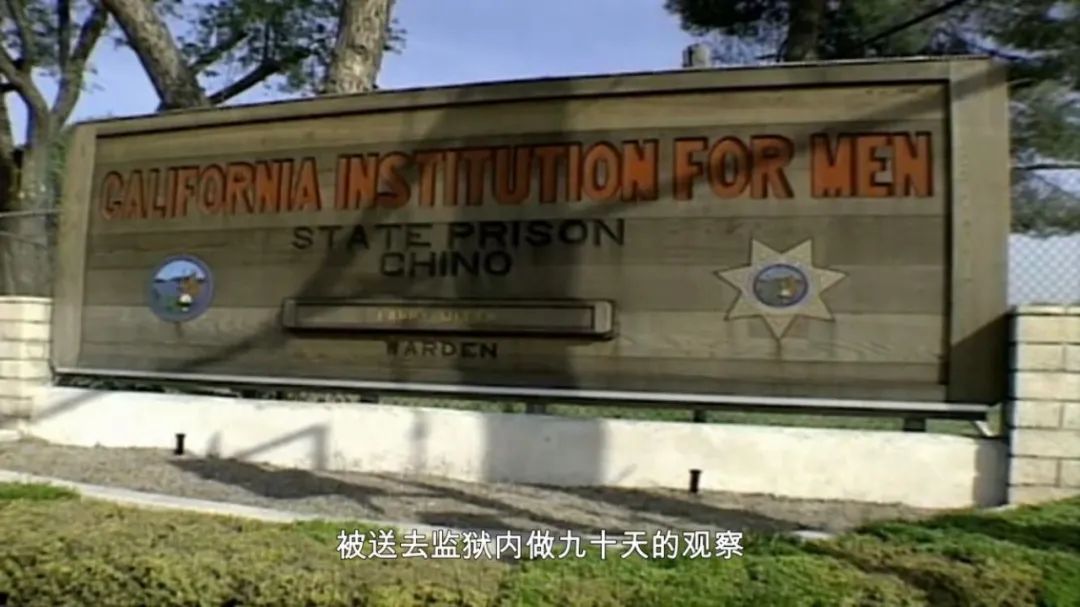 CALIFORNIA INSTITUTION FOR MEN
STATE PRISON
CHINO
WARDEN
被送去监狱内做九十天的观察